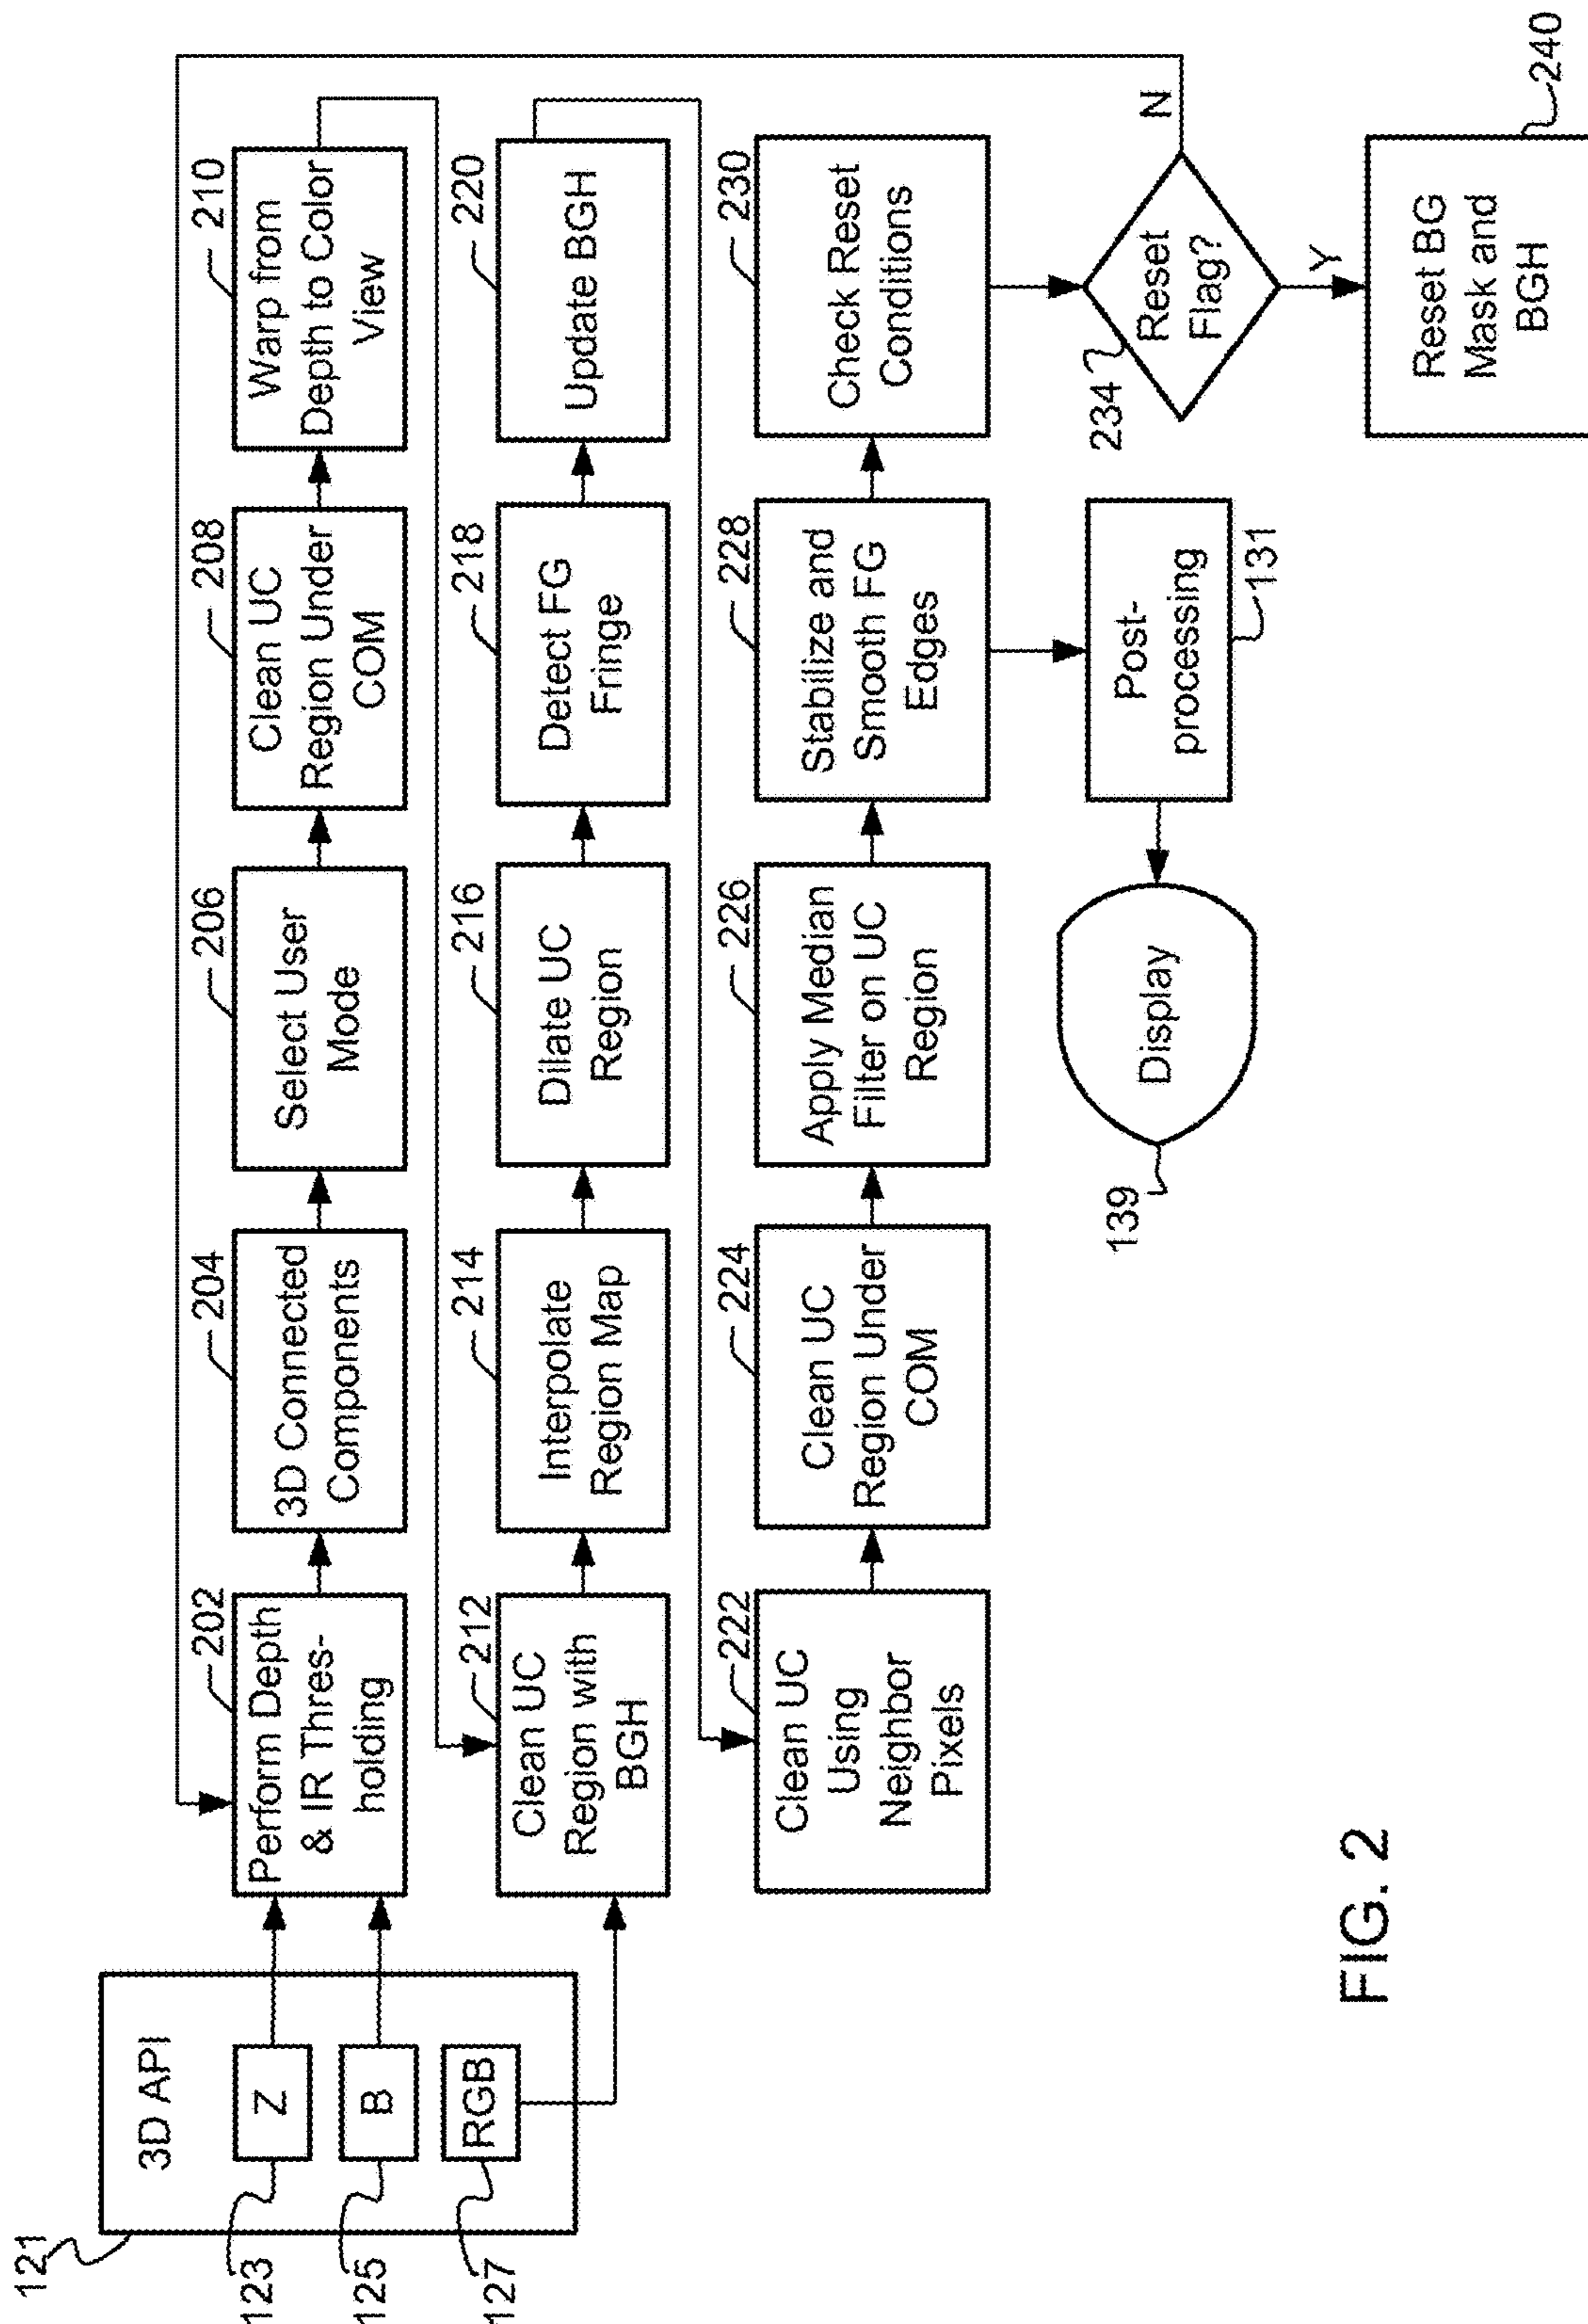 121
3D API
123
Z
125
B
127
RGB
202
Perform Depth
& IR Thres-
holding
204
3D Connected
Components
206
Select User
Mode
208
Clean UC
Region Under
COM
210
Warp from
Depth to Color
View
212
Clean UC
Region with
BGH
214
Interpolate
Region Map
216
Dilate UC
Region
218
Detect FG
Fringe
220
Update BGH
222
Clean UC
Using
Neighbor
Pixels
224
Clean UC
Region Under
COM
226
Apply Median
Filter on UC
Region
228
Stabilize and
Smooth FG
Edges
230
Check Reset
Conditions
139
Display
Post-
processing
131
234
Reset
Flag?
N
Y
Reset BG
Mask and
BGH
240
FIG. 2